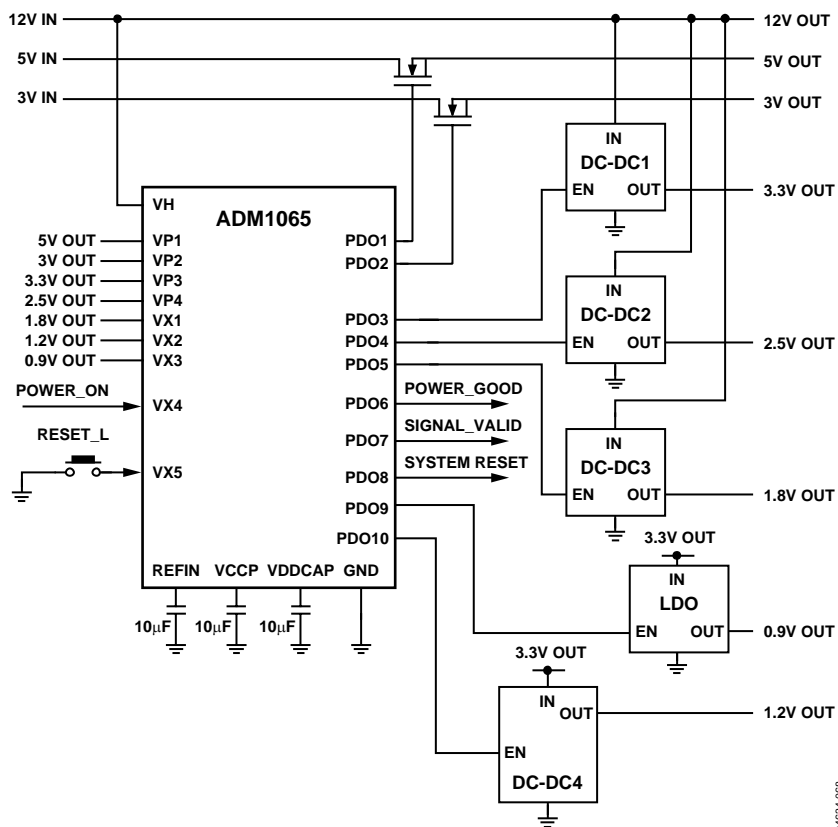 12V IN
12V OUT
5V IN
5V OUT
3V IN
3V OUT
IN
DC-DC1
EN OUT
3.3V OUT
VH
ADM1065
5V OUT VP1
3V OUT VP2
3.3V OUT VP3
2.5V OUT VP4
1.8V OUT VX1
1.2V OUT VX2
0.9V OUT VX3
POWER_ON
VX4
RESET_L
VX5
PDO1
PDO2
PDO3
PDO4
PDO5
PDO6
POWER_GOOD
PDO7
SIGNAL_VALID
PDO8
SYSTEM RESET
PDO9
PDO10
REFIN VCCP VDDCAP GND
10μF 10μF 10μF
IN
DC-DC2
EN OUT
2.5V OUT
IN
DC-DC3
EN OUT
1.8V OUT
3.3V OUT
IN
LDO
EN OUT
0.9V OUT
3.3V OUT
IN
OUT
1.2V OUT
EN
DC-DC4